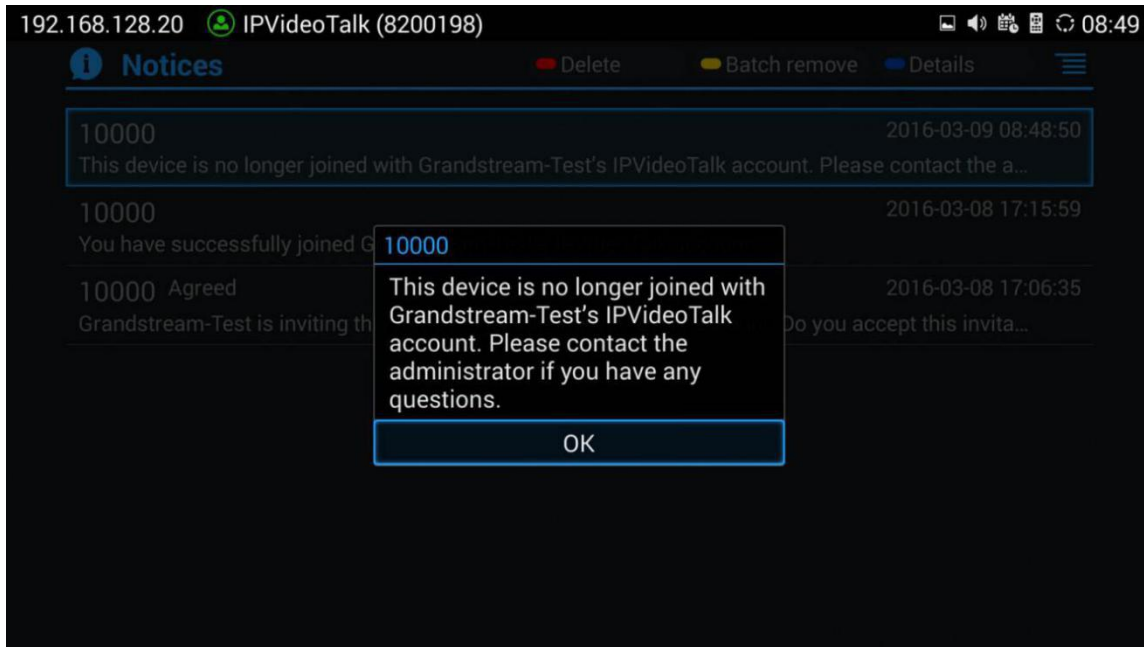 192.168.128.20 IPVideoTalk (8200198) 08:49
Notices Delete Batch remove Details
10000 2016-03-09 08:48:50
This device is no longer joined with Grandstream-Test's IPVideoTalk account. Please contact the a...
10000 2016-03-08 17:15:59
You have successfully joined G
10000 Agreed 2016-03-08 17:06:35
Grandstream-Test is inviting th Do you accept this invita...
10000
This device is no longer joined with
Grandstream-Test's IPVideoTalk
account. Please contact the
administrator if you have any
questions.
OK